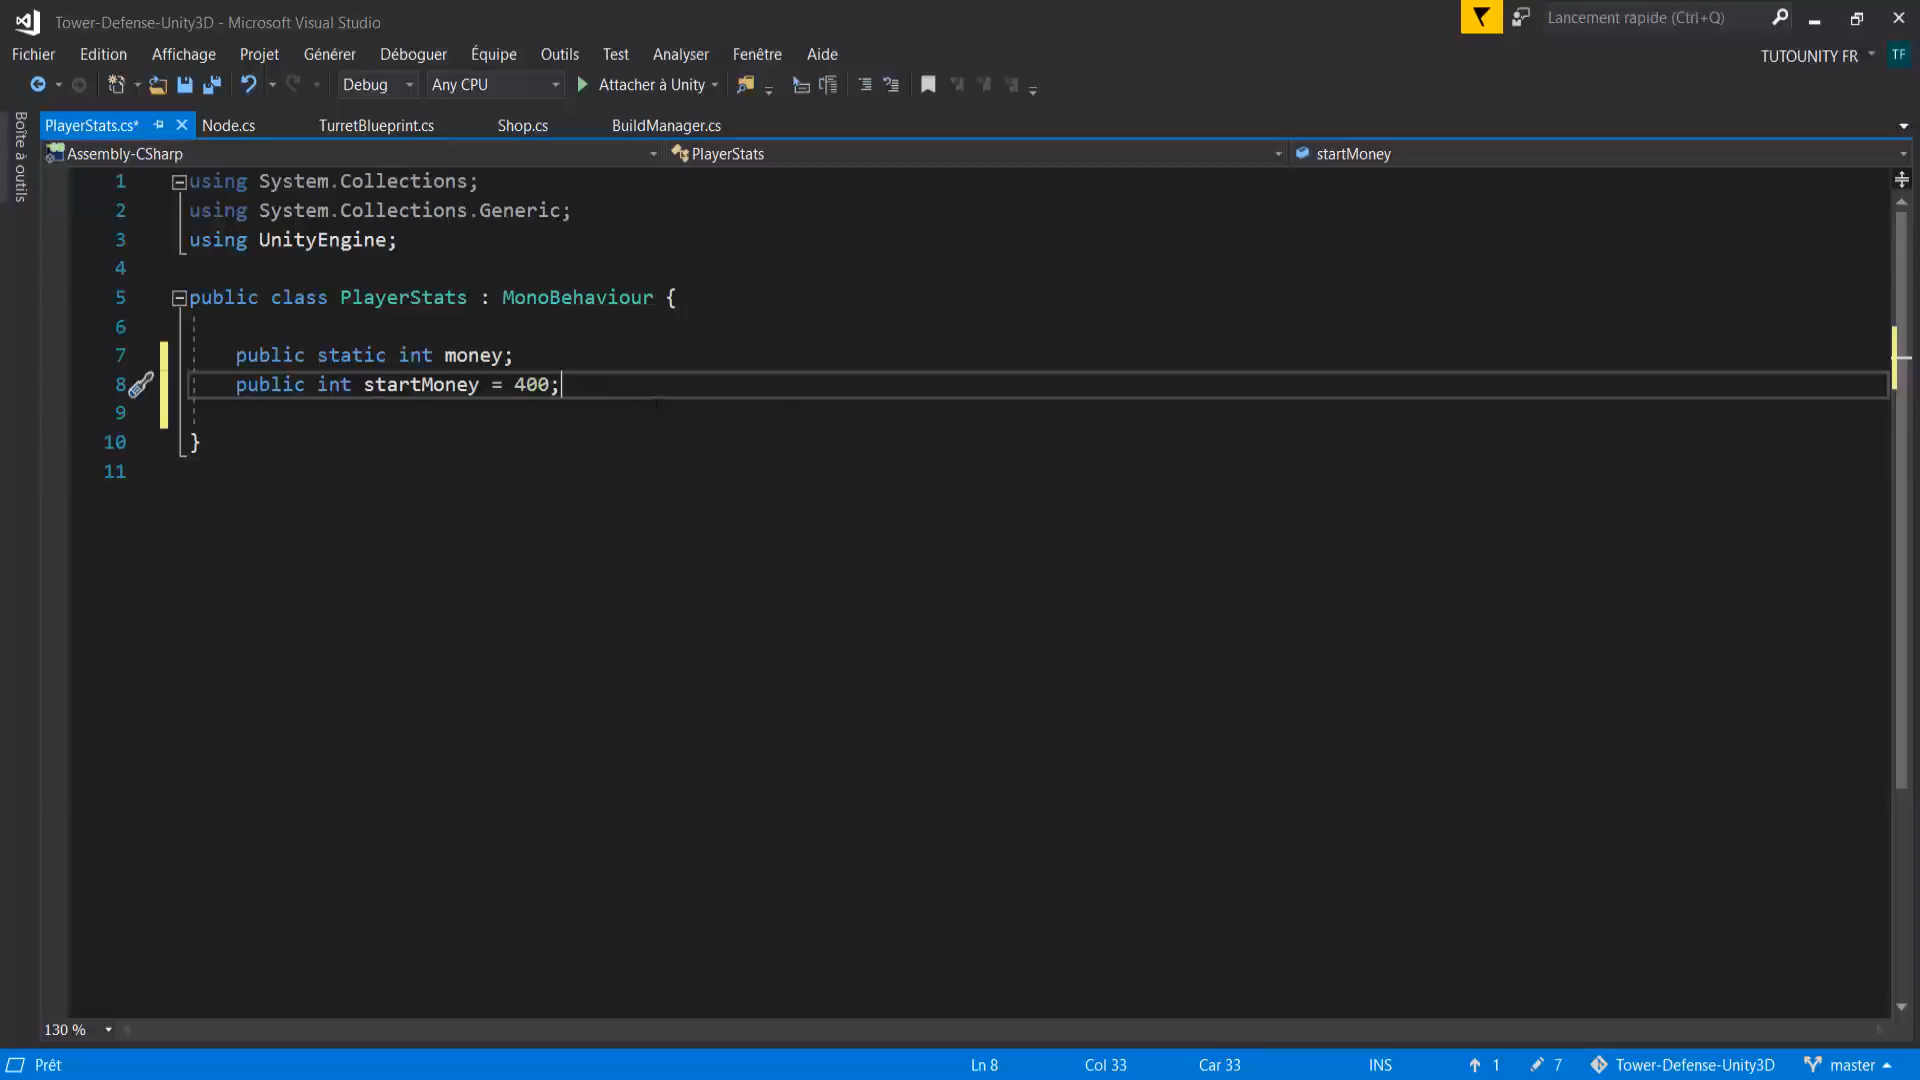 Tower-Defense-Unity3D - Microsoft Visual Studio
Lancement rapide (Ctrl+Q)
Fichier Edition Affichage Projet Générer Déboguer Équipe Outils Test Analyser Fenêtre Aide
TUTOUNITY FR TF
Debug Any CPU Attacher à Unity
Boîte à outils
PlayerStats.cs* Node.cs TurretBlueprint.cs Shop.cs BuildManager.cs
Assembly-CSharp PlayerStats startMoney
1 using System.Collections;
2 using System.Collections.Generic;
3 using UnityEngine;
4
5 public class PlayerStats : MonoBehaviour {
6
7 public static int money;
8 public int startMoney = 400;
9
10 }
11
130 %
Prêt Ln 8 Col 33 Car 33 INS 1 7 Tower-Defense-Unity3D master